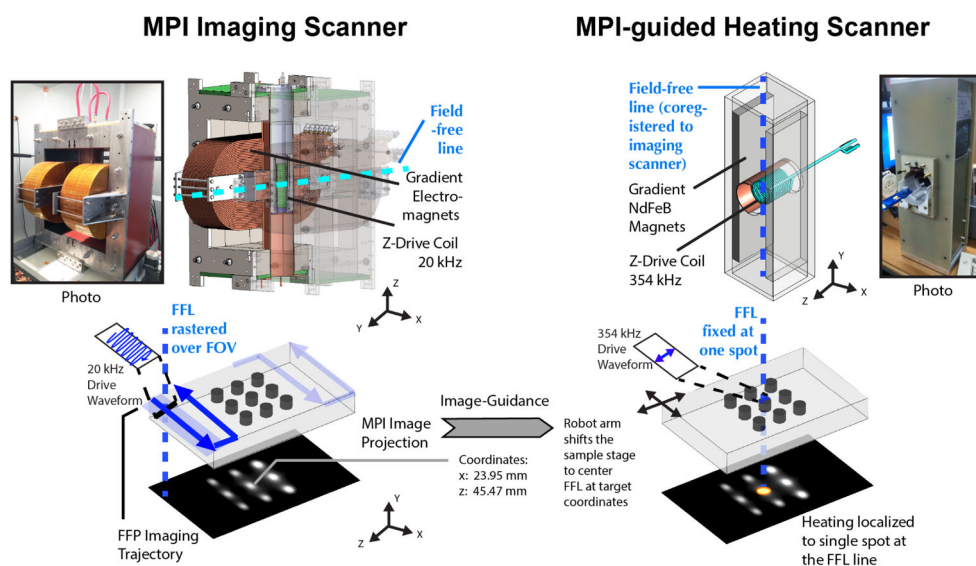 MPI Imaging Scanner
Field
-free
line
Gradient
Electro-
magnets
Z-Drive Coil
20 kHz
Photo
Z
Y
X
FFL
rastered
over FOV
20 kHz
Drive
Waveform
MPI Image
Projection
Coordinates:
x: 23.95 mm
z: 45.47 mm
FFP Imaging
Trajectory
Y
Z
X
Image-Guidance
Robot arm
shifts the
sample stage
to center
FFL at target
coordinates
MPI-guided Heating Scanner
Field-free
line (coreg-
istered to
imaging
scanner)
Gradient
NdFeB
Magnets
Z-Drive Coil
354 kHz
Photo
Y
Z
X
FFL
fixed at
one spot
354 kHz
Drive
Waveform
Heating localized
to single spot at
the FFL line